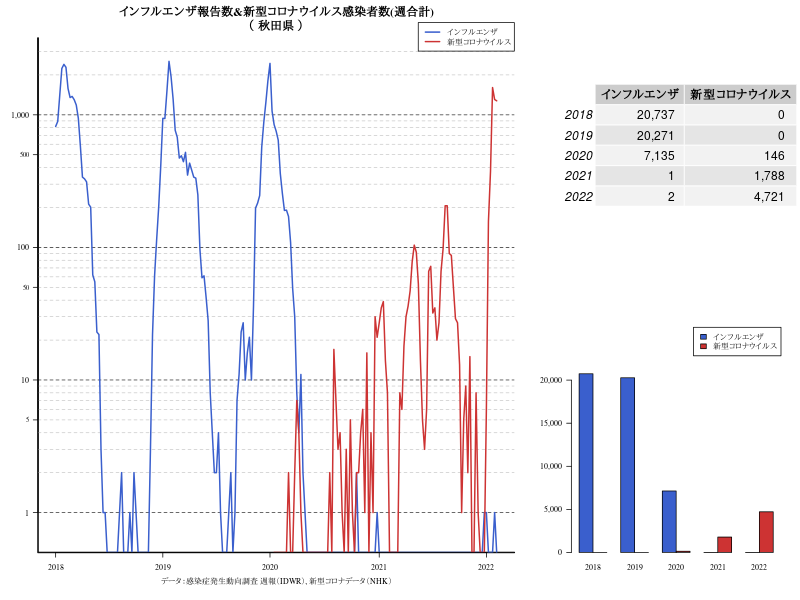 インフルエンザ報告数&新型コロナウイルス感染者数(週合計)
( 秋田県 )
インフルエンザ
新型コロナウイルス
1,000
500
100
50
10
5
1
2018 2019 2020 2021 2022
データ:感染症発生動向調査 週報(IDWR)、新型コロナデータ(NHK)
インフルエンザ 新型コロナウイルス
2018 20,737 0
2019 20,271 0
2020 7,135 146
2021 1 1,788
2022 2 4,721
インフルエンザ
新型コロナウイルス
20,000
15,000
10,000
5,000
0
2018 2019 2020 2021 2022